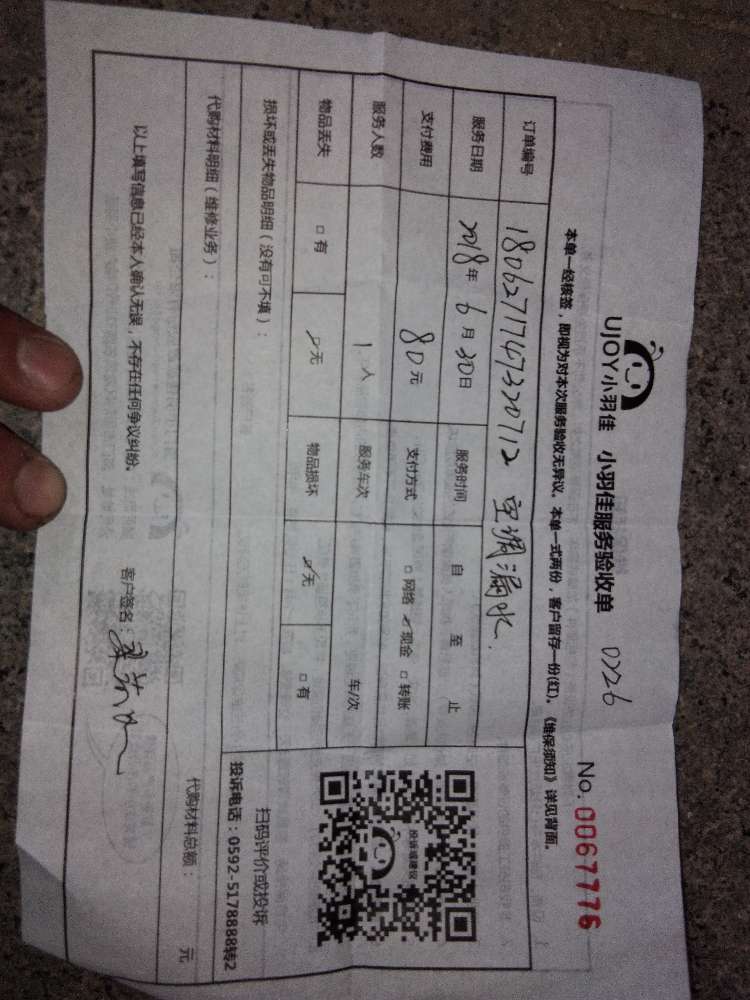 UJOY小羽佳 小羽佳服务验收单 0726 No. 0067776
本单一经核签，即视为对本次服务验收无异议。本单一式两份，客户留存一份(红)。《维保须知》详见背面。
订单编号 1806271747320712 空调漏水.
服务日期 2018年6月30日 服务时间 自 至 止
支付费用 80元 支付方式 □网络 ✓现金 □转账
服务人数 1人 服务车次 车/次
物品丢失 □有 ✓无 物品损坏 ✓无 □有
投诉或建议
扫码评价或投诉
投诉电话：0592-5178888转2
损坏或丢失物品明细（没有可不填）：
代购材料明细（维修业务）： 代购材料总额： 元
以上填写信息已经本人确认无误，不存在任何争议纠纷。 客户签名：